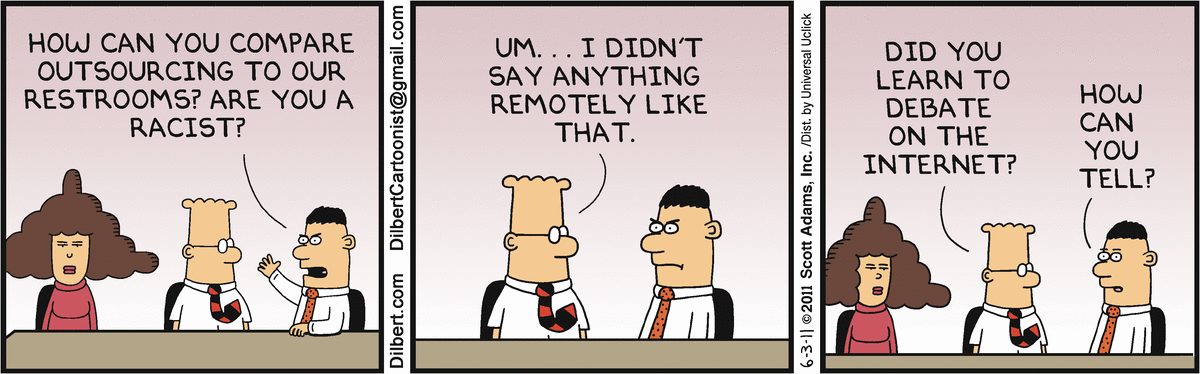 HOW CAN YOU COMPARE
OUTSOURCING TO OUR
RESTROOMS? ARE YOU A
RACIST?
DilbertCartoonist@gmail.com
Dilbert.com
UM. . . I DIDN'T
SAY ANYTHING
REMOTELY LIKE
THAT.
6-3-11 © 2011 Scott Adams, Inc. /Dist. by Universal Uclick
DID YOU
LEARN TO
DEBATE
ON THE
INTERNET?
HOW
CAN
YOU
TELL?